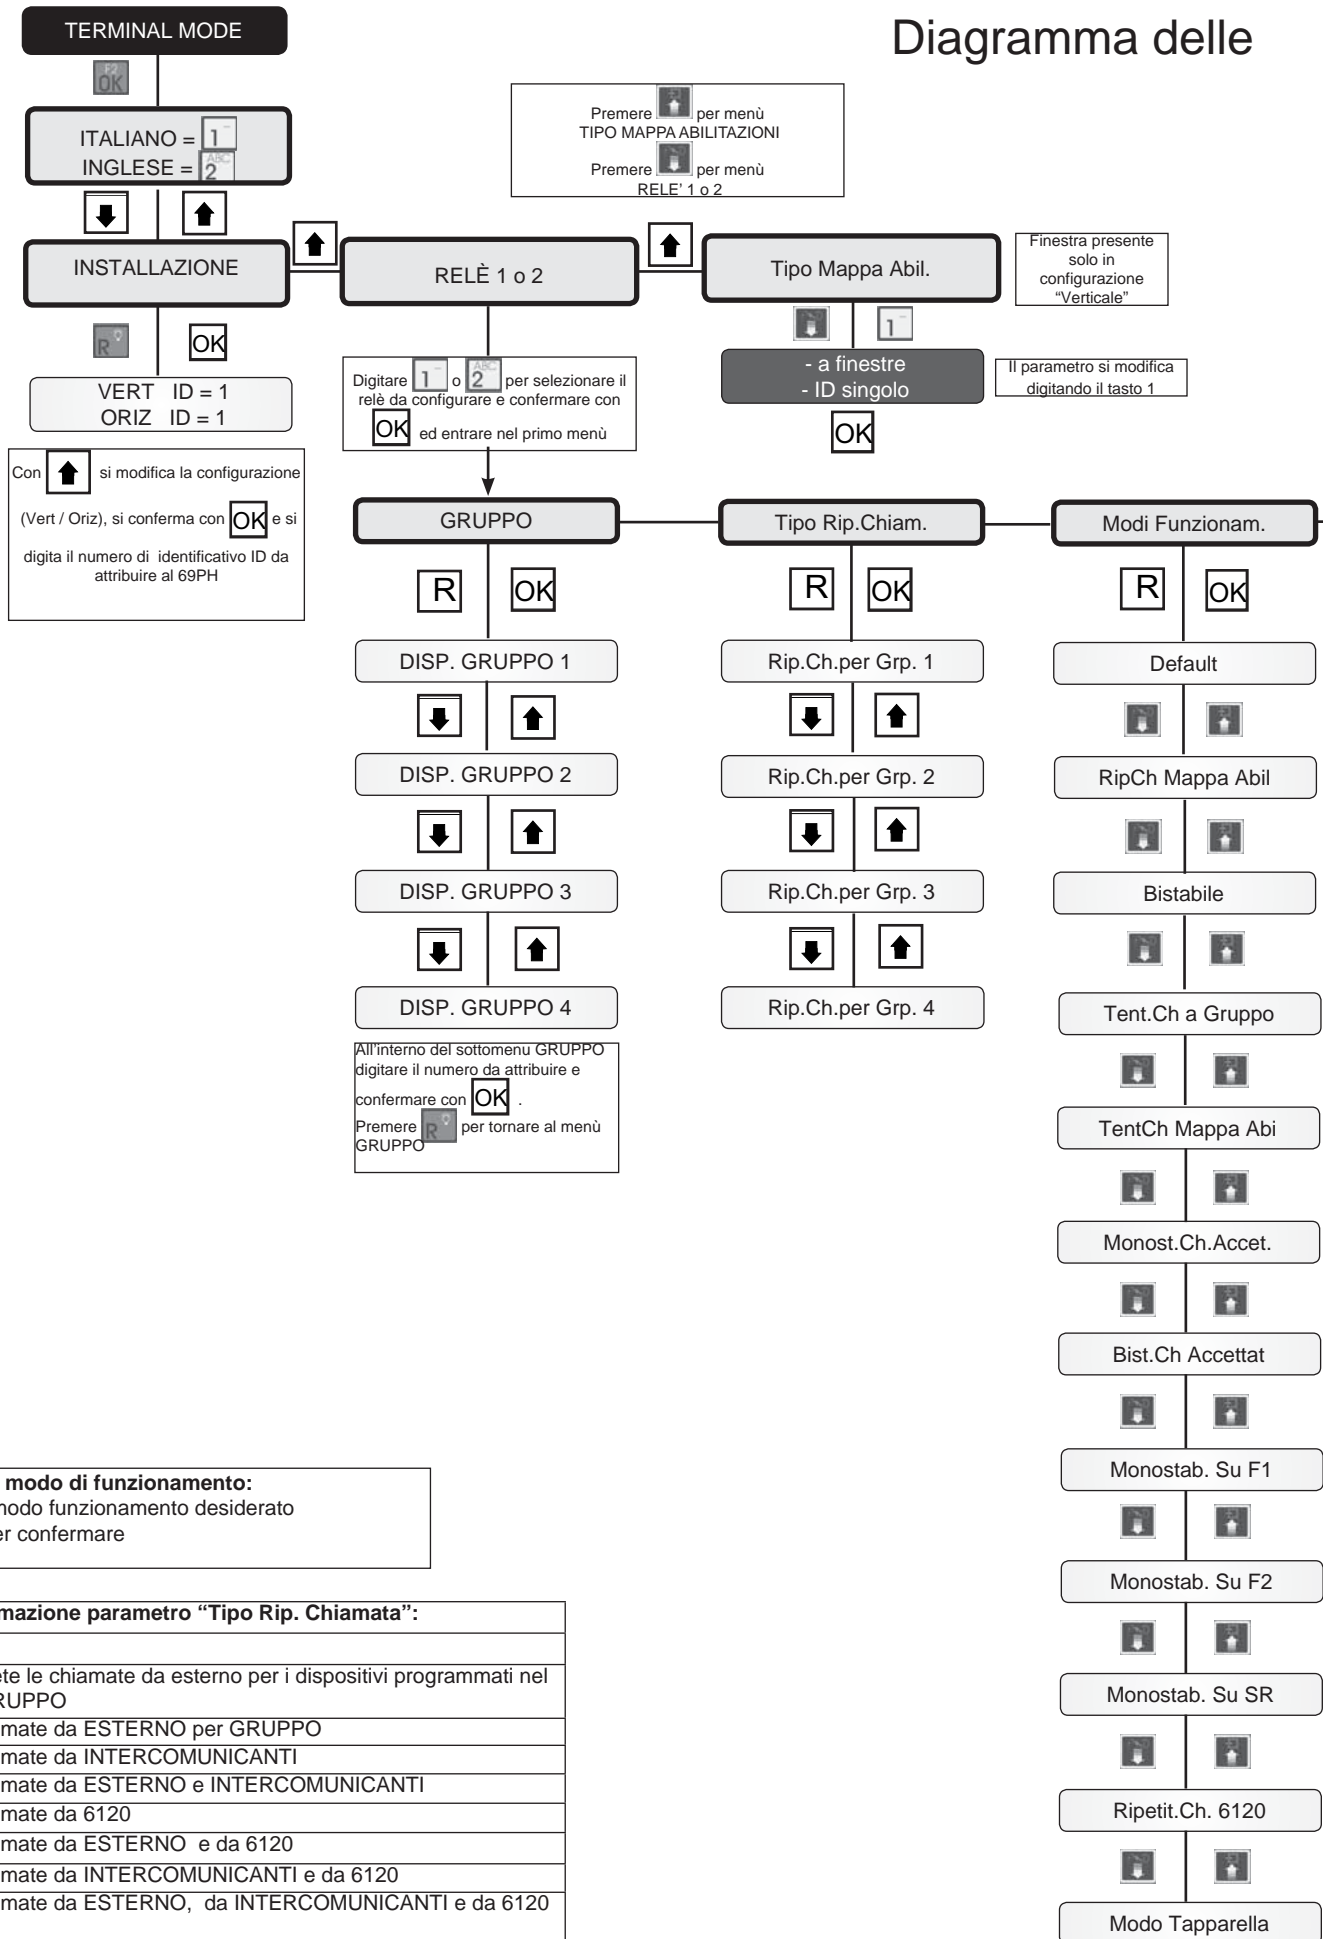 Diagramma delle
TERMINAL MODE
F2
OK
ITALIANO = 1
INGLESE = ABC 2
Premere per menù
TIPO MAPPA ABILITAZIONI
Premere per menù
RELE' 1 o 2
INSTALLAZIONE
RELÈ 1 o 2
Tipo Mappa Abil.
Finestra presente
solo in
configurazione
“Verticale”
R OK
1
VERT ID = 1
ORIZ ID = 1
Digitare 1 o ABC 2 per selezionare il
relè da configurare e confermare con
OK ed entrare nel primo menù
- a finestre
- ID singolo
OK
Il parametro si modifica
digitando il tasto 1
Con si modifica la configurazione
(Vert / Oriz), si conferma con OK e si
digita il numero di identificativo ID da
attribuire al 69PH
GRUPPO
R OK
DISP. GRUPPO 1
DISP. GRUPPO 2
DISP. GRUPPO 3
DISP. GRUPPO 4
All'interno del sottomenu GRUPPO
digitare il numero da attribuire e
confermare con OK .
Premere R per tornare al menù
GRUPPO
Tipo Rip.Chiam.
R OK
Rip.Ch.per Grp. 1
Rip.Ch.per Grp. 2
Rip.Ch.per Grp. 3
Rip.Ch.per Grp. 4
Modi Funzionam.
R OK
Default
RipCh Mappa Abil
Bistabile
Tent.Ch a Gruppo
TentCh Mappa Abi
Monost.Ch.Accet.
Bist.Ch Accettat
Monostab. Su F1
Monostab. Su F2
Monostab. Su SR
Ripetit.Ch. 6120
Modo Tapparella
modo di funzionamento:
modo funzionamento desiderato
er confermare
mazione parametro “Tipo Rip. Chiamata”:
ete le chiamate da esterno per i dispositivi programmati nel
RUPPO
mate da ESTERNO per GRUPPO
mate da INTERCOMUNICANTI
mate da ESTERNO e INTERCOMUNICANTI
mate da 6120
mate da ESTERNO e da 6120
mate da INTERCOMUNICANTI e da 6120
mate da ESTERNO, da INTERCOMUNICANTI e da 6120